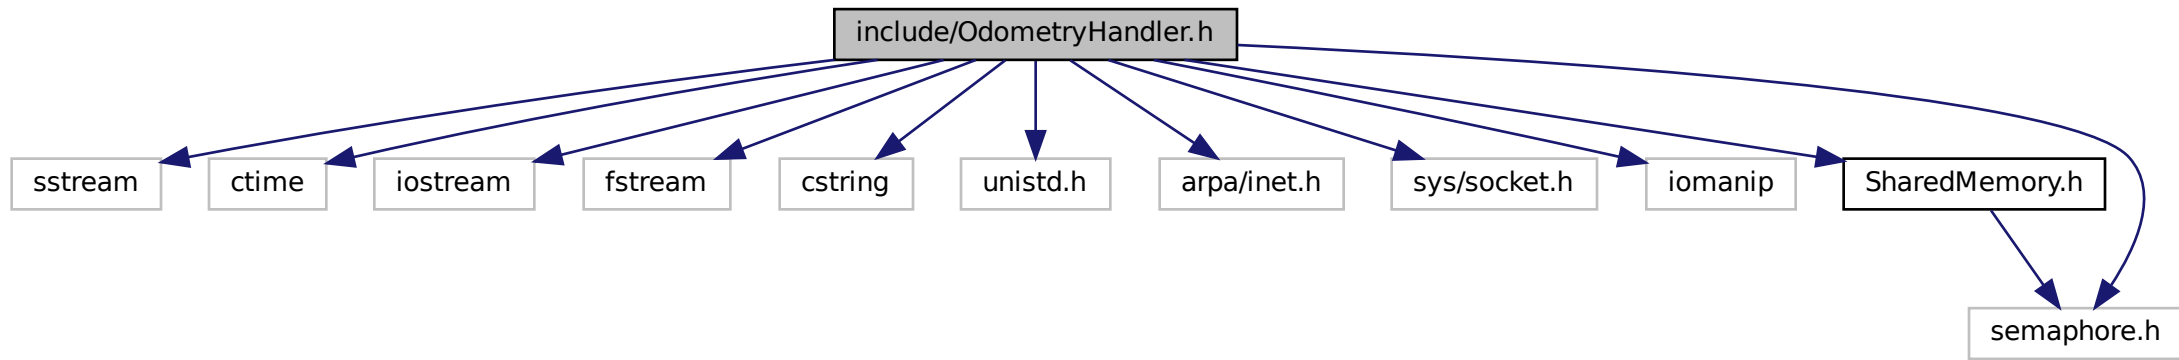 include/OdometryHandler.h
sstream
ctime
iostream
fstream
cstring
unistd.h
arpa/inet.h
sys/socket.h
iomanip
SharedMemory.h
semaphore.h